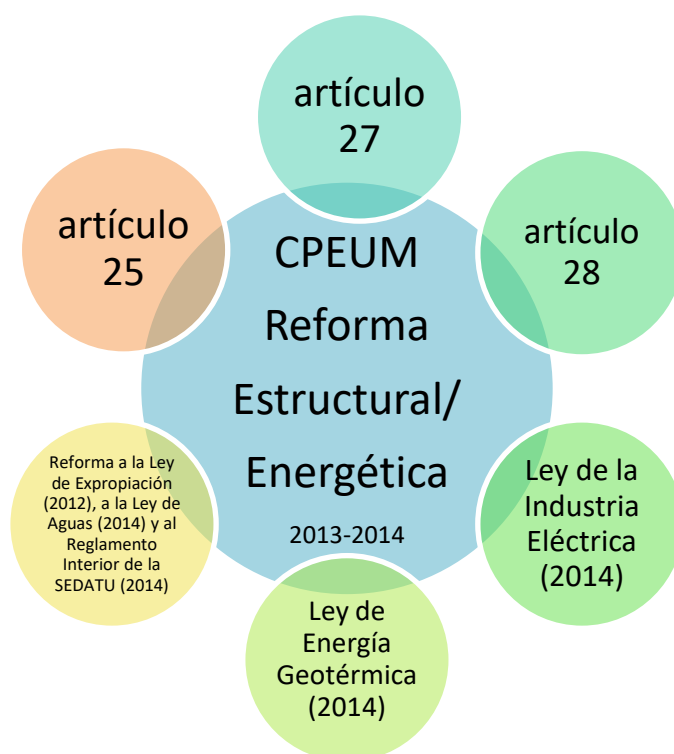 artículo
27
artículo
25
artículo
28
CPEUM
Reforma
Estructural/
Energética
2013-2014
Reforma a la Ley
de Expropiación
(2012), a la Ley de
Aguas (2014) y al
Reglamento
Interior de la
SEDATU (2014)
Ley de la
Industria
Eléctrica
(2014)
Ley de
Energía
Geotérmica
(2014)